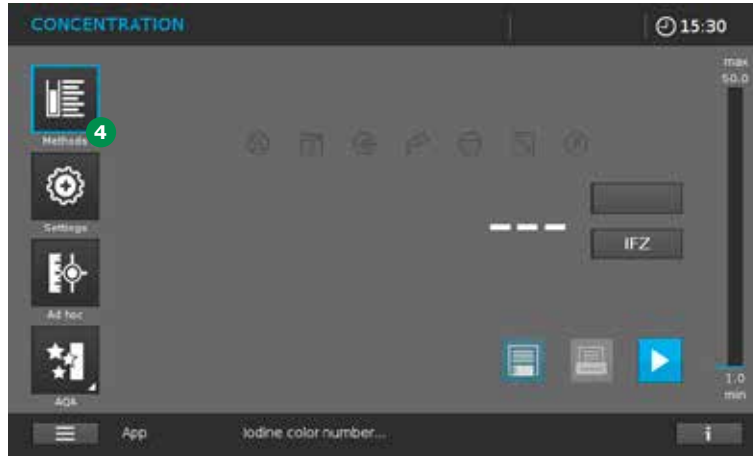 CONCENTRATION
15:30
max
50.0
Methods
4
Settings
IFZ
Ad hoc
AQA
1.0
min
App
Iodine color number...
i